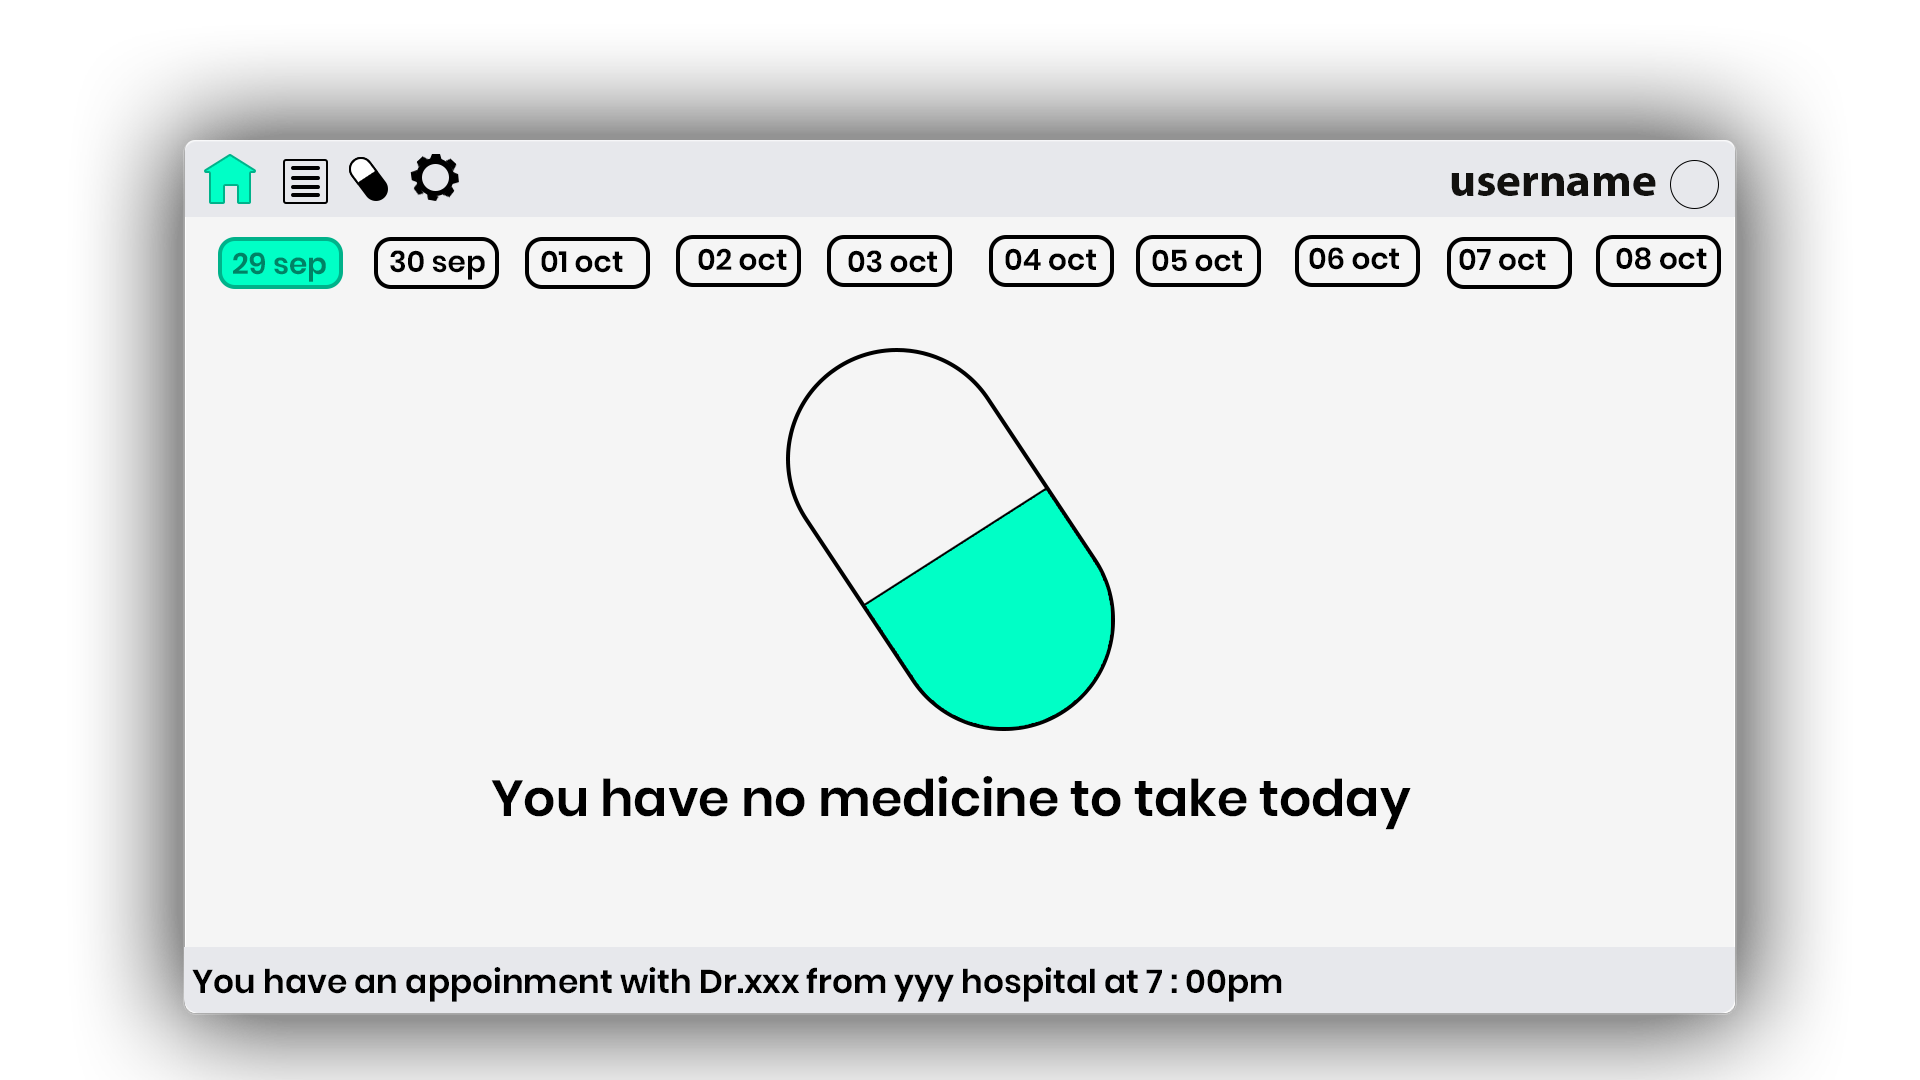 username
29 sep 30 sep 01 oct 02 oct 03 oct 04 oct 05 oct 06 oct 07 oct 08 oct
You have no medicine to take today
You have an appoinment with Dr.xxx from yyy hospital at 7 : 00pm